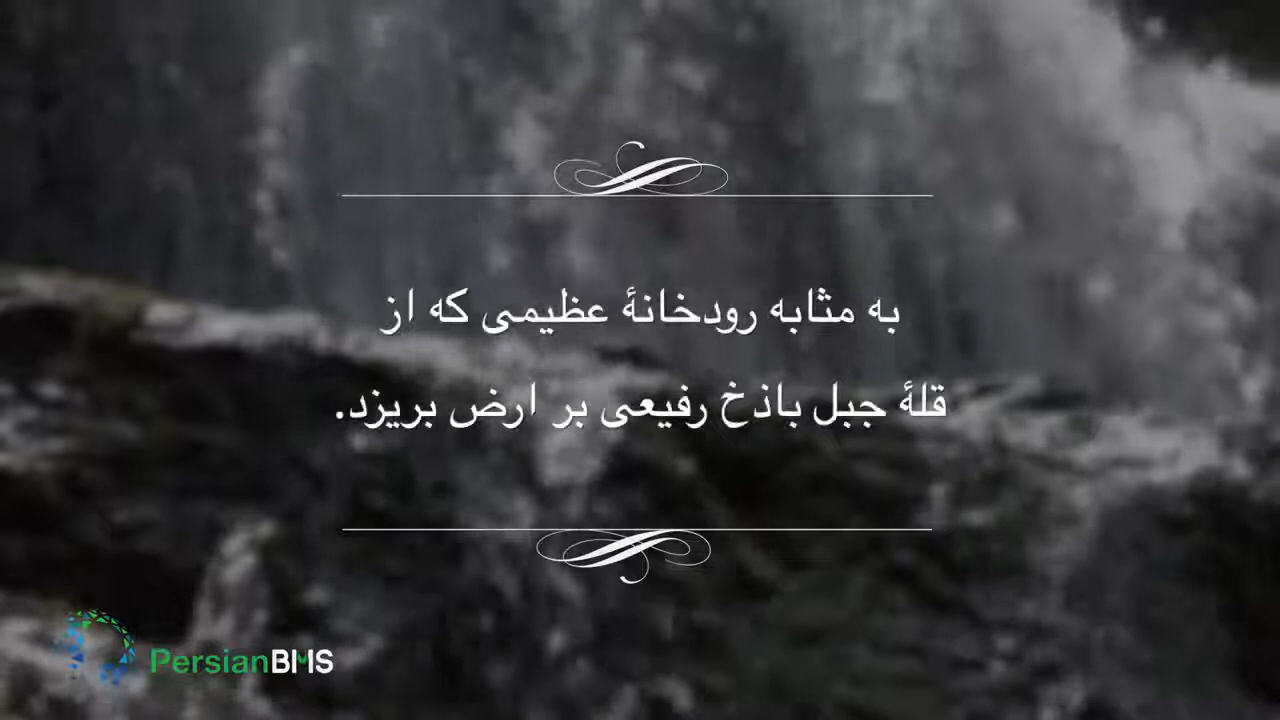 به مثابه رودخانهٔ عظیمی که از
قلهٔ جبل باذخ رفیعی بر ارض بریزد.
PersianBMS